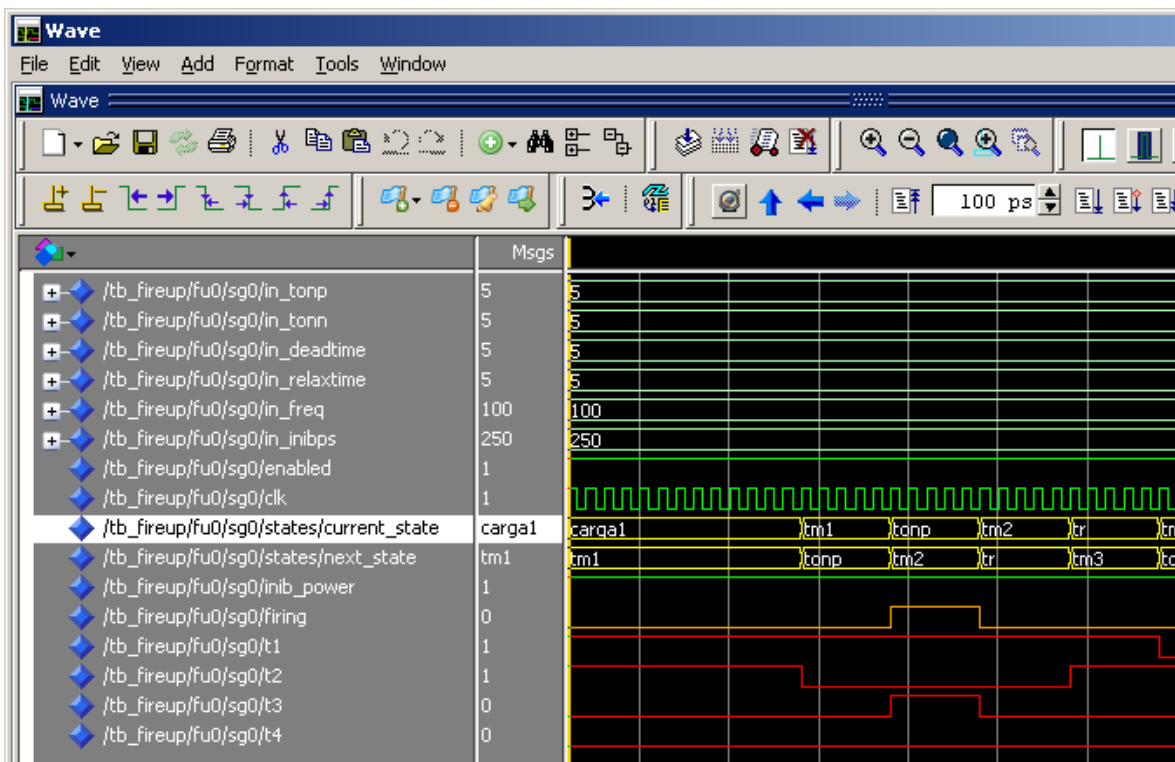 Wave
File Edit View Add Format Tools Window
Wave
100 ps
Msgs
/tb_fireup/fu0/sg0/in_tonp 5 5
/tb_fireup/fu0/sg0/in_tonn 5 5
/tb_fireup/fu0/sg0/in_deadtime 5 5
/tb_fireup/fu0/sg0/in_relaxtime 5 5
/tb_fireup/fu0/sg0/in_freq 100 100
/tb_fireup/fu0/sg0/in_inibps 250 250
/tb_fireup/fu0/sg0/enabled 1
/tb_fireup/fu0/sg0/clk 1
/tb_fireup/fu0/sg0/states/current_state carga1 carga1 tm1 tonp tm2 tr
/tb_fireup/fu0/sg0/states/next_state tm1 tm1 tonp tm2 tr tm3
/tb_fireup/fu0/sg0/inib_power 1
/tb_fireup/fu0/sg0/firing 0
/tb_fireup/fu0/sg0/t1 1
/tb_fireup/fu0/sg0/t2 1
/tb_fireup/fu0/sg0/t3 0
/tb_fireup/fu0/sg0/t4 0